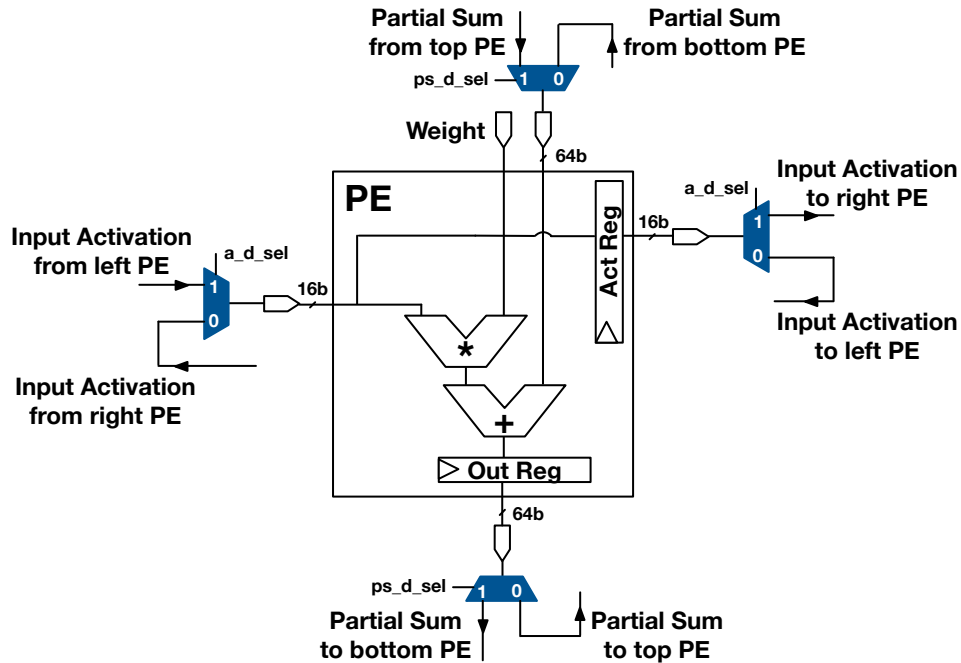 Partial Sum
from top PE
Partial Sum
from bottom PE
ps_d_sel
1 0
Weight
64b
PE
Input Activation
to right PE
a_d_sel
1
0
16b
Act Reg
Input Activation
to left PE
Input Activation
from left PE
a_d_sel
1
0
16b
Input Activation
from right PE
*
+
Out Reg
64b
ps_d_sel
1 0
Partial Sum
to bottom PE
Partial Sum
to top PE